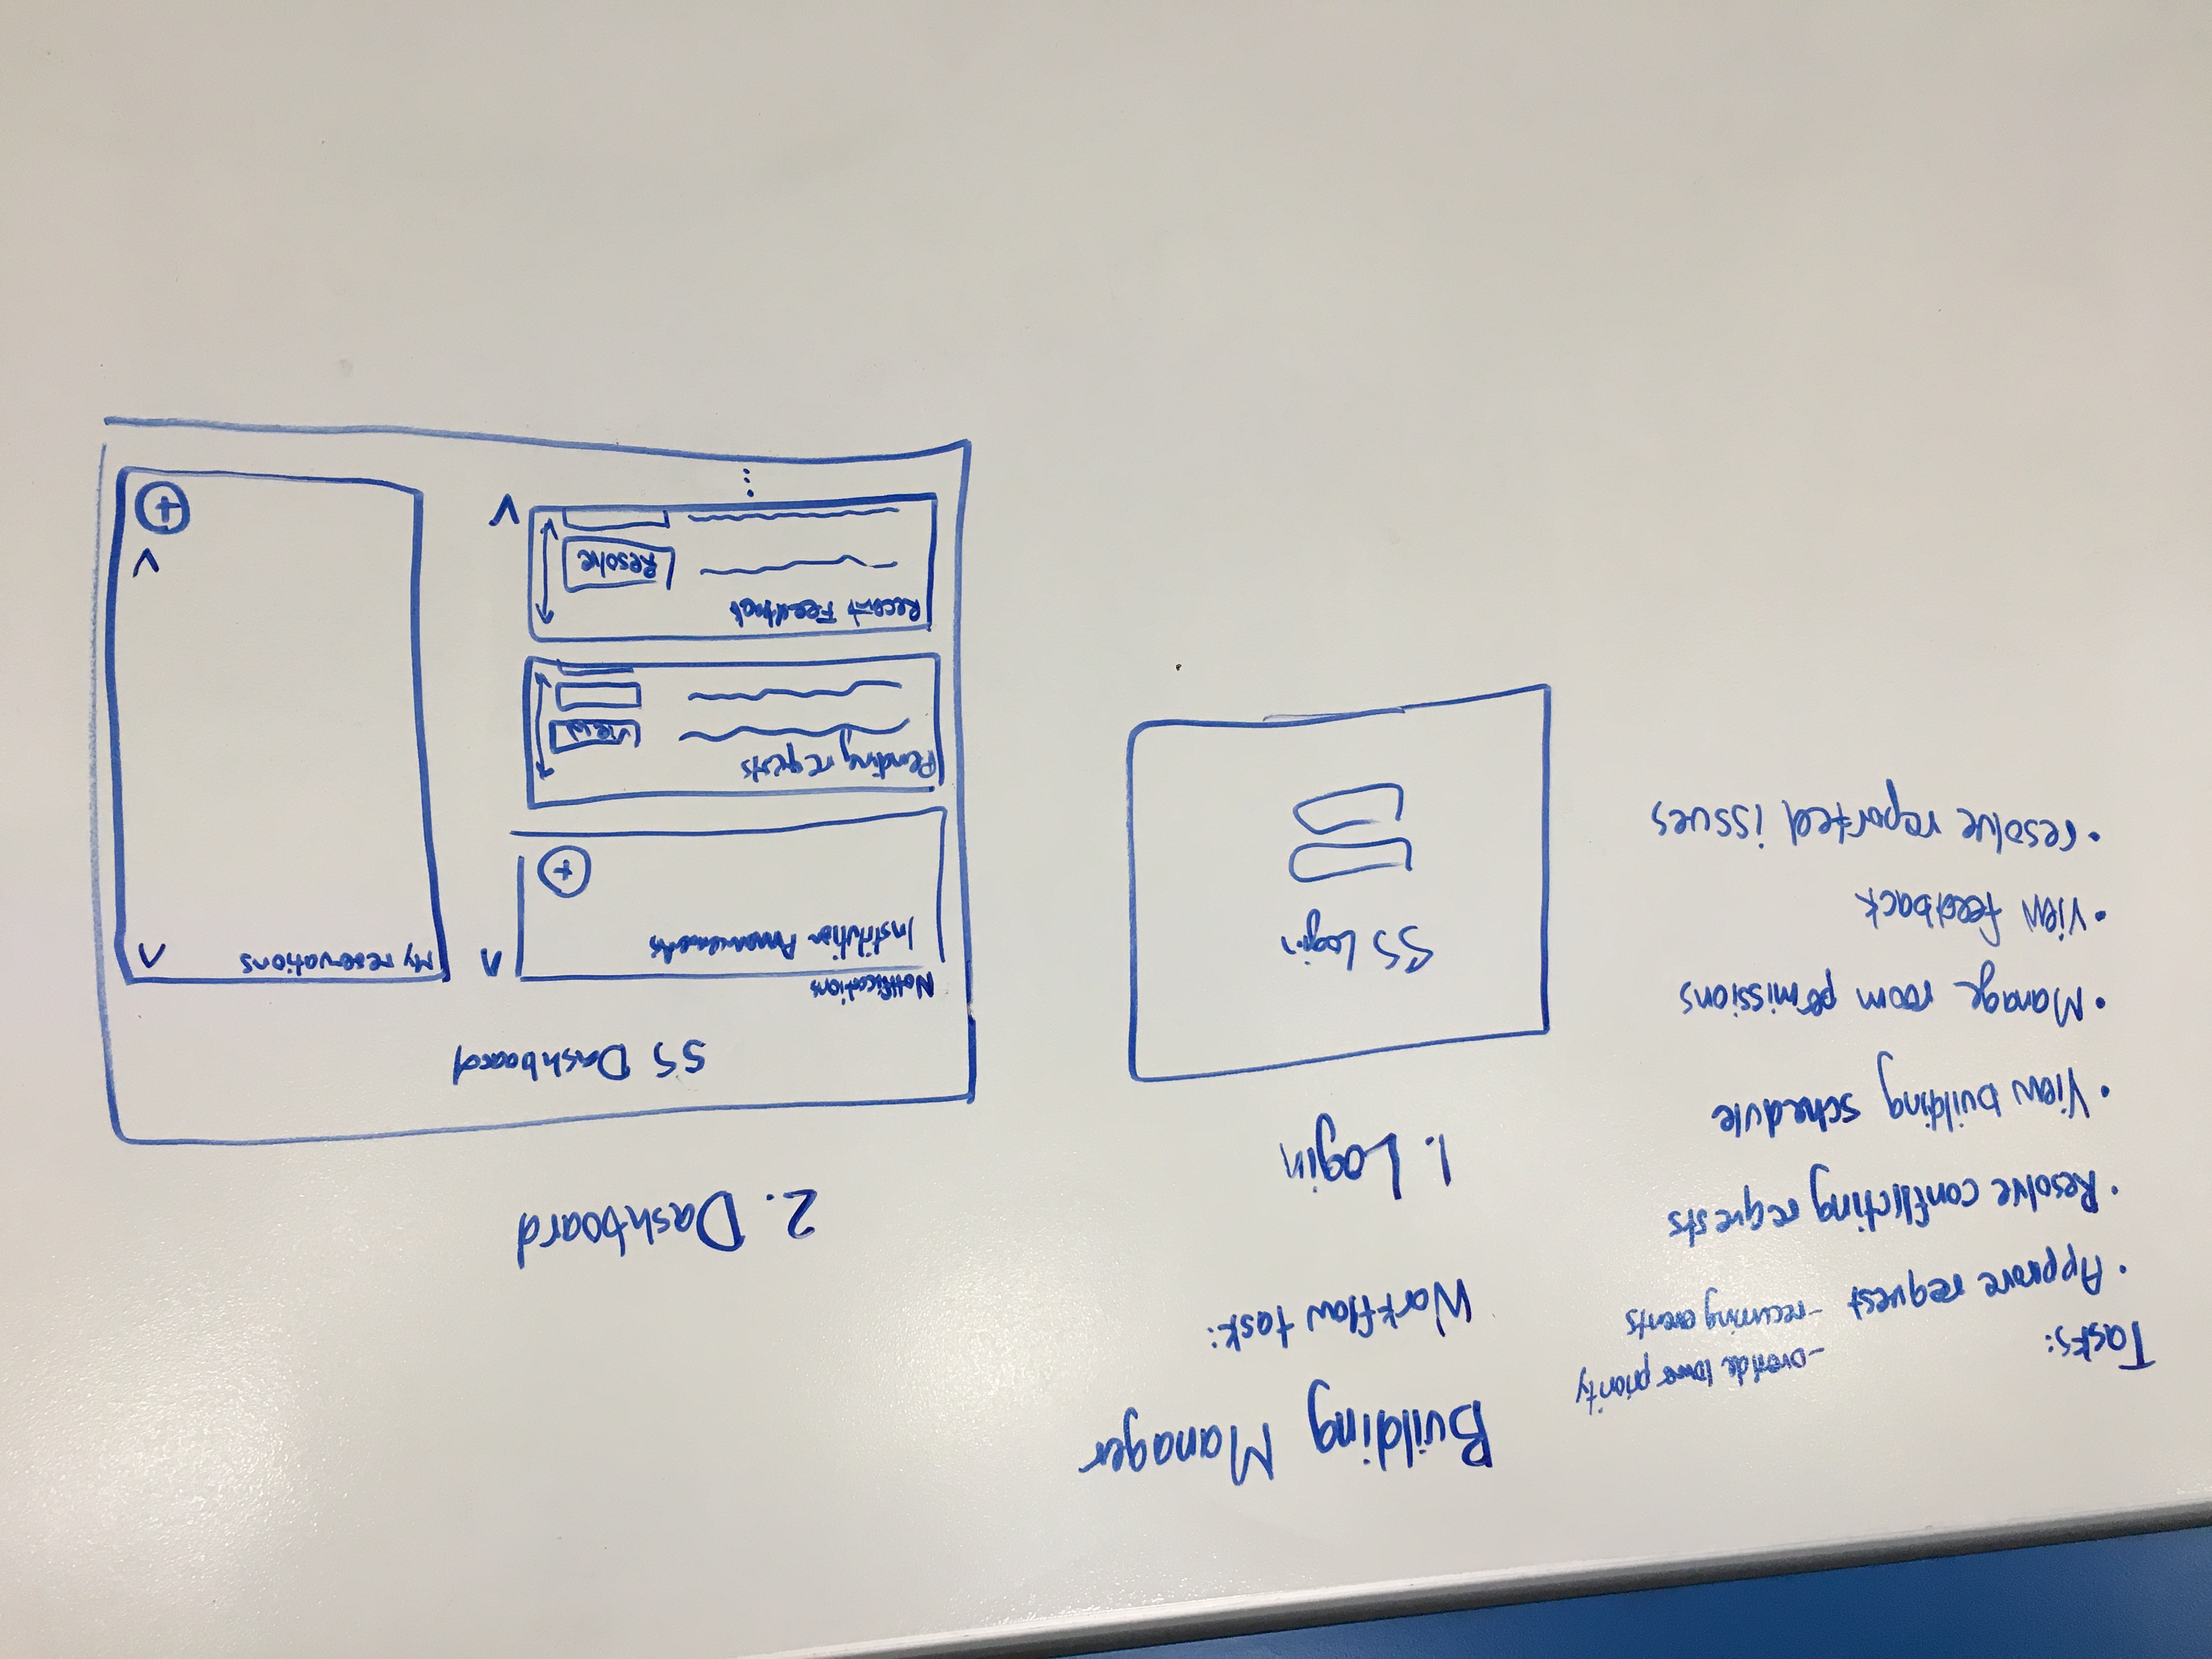 Building Manager
Tasks:
-override lower priority
-recurring events
• Approve request
• Resolve conflicting requests
• View building schedule
• Manage room permissions
• View feedback
• resolve reported issues
Workflow task:
1. Login
SS Login
2. Dashboard
SS Dashboard
Notifications
Institution Announcements
+
Pending requests
View
Recent Feedback
Resolve
My reservations
+